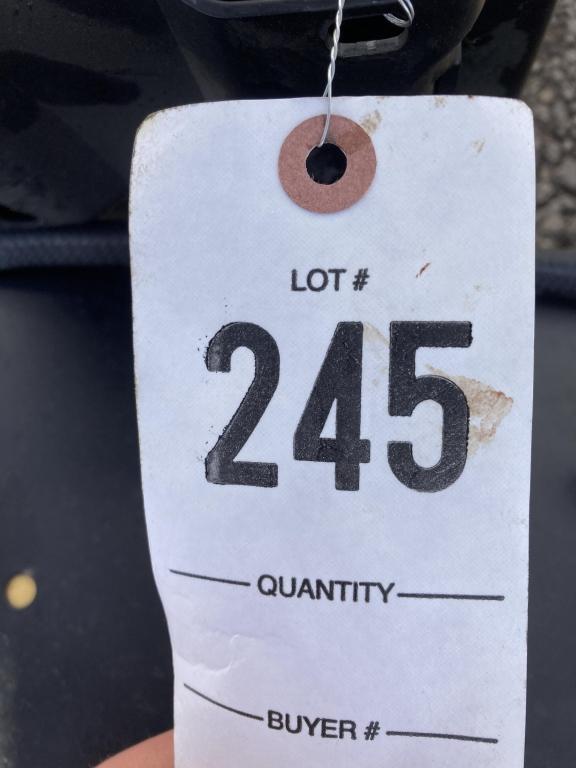 LOT #
245
QUANTITY
BUYER #